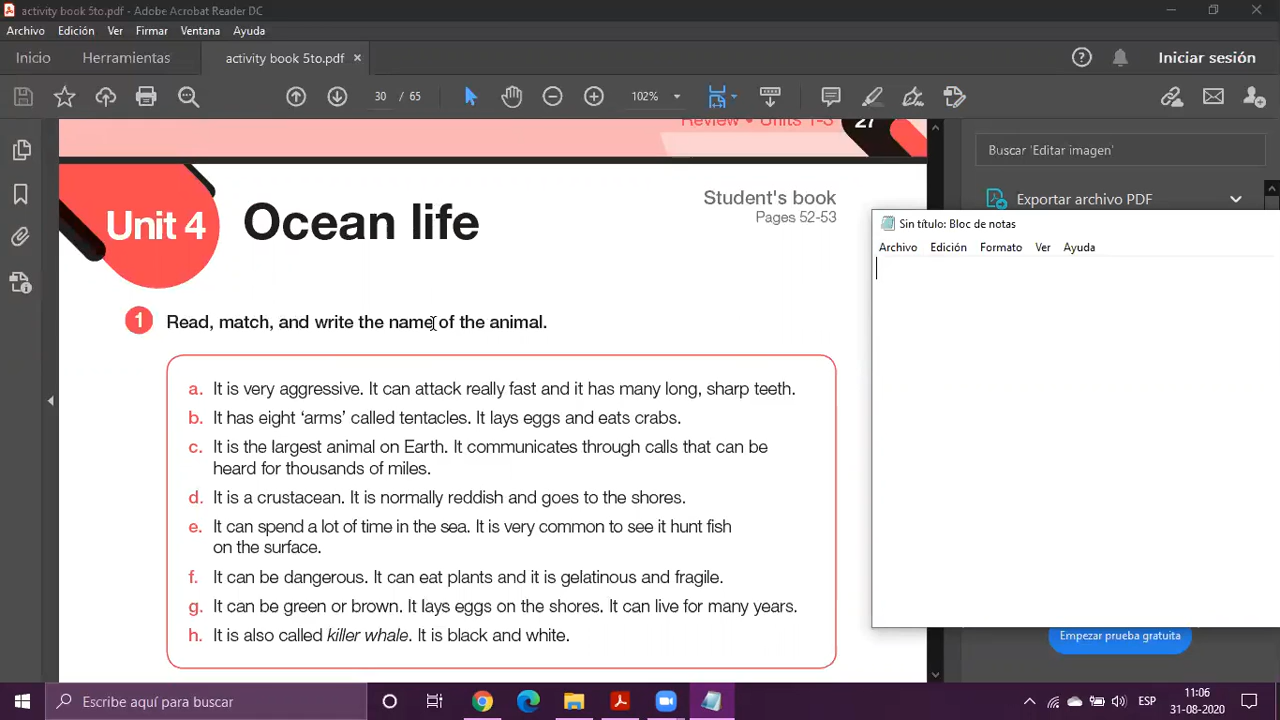 activity book 5to.pdf - Adobe Acrobat Reader DC
Archivo Edición Ver Firmar Ventana Ayuda
Inicio Herramientas activity book 5to.pdf × Iniciar sesión
30 / 65 102%
Review • Units 1-3 27
Buscar 'Editar imagen'
Exportar archivo PDF
Unit 4 Ocean life
Student's book
Pages 52-53
Sin título: Bloc de notas
Archivo Edición Formato Ver Ayuda
1 Read, match, and write the name of the animal.
a. It is very aggressive. It can attack really fast and it has many long, sharp teeth.
b. It has eight ‘arms’ called tentacles. It lays eggs and eats crabs.
c. It is the largest animal on Earth. It communicates through calls that can be
heard for thousands of miles.
d. It is a crustacean. It is normally reddish and goes to the shores.
e. It can spend a lot of time in the sea. It is very common to see it hunt fish
on the surface.
f. It can be dangerous. It can eat plants and it is gelatinous and fragile.
g. It can be green or brown. It lays eggs on the shores. It can live for many years.
h. It is also called killer whale. It is black and white.
Empezar prueba gratuita
Escribe aquí para buscar
ESP
11:06
31-08-2020